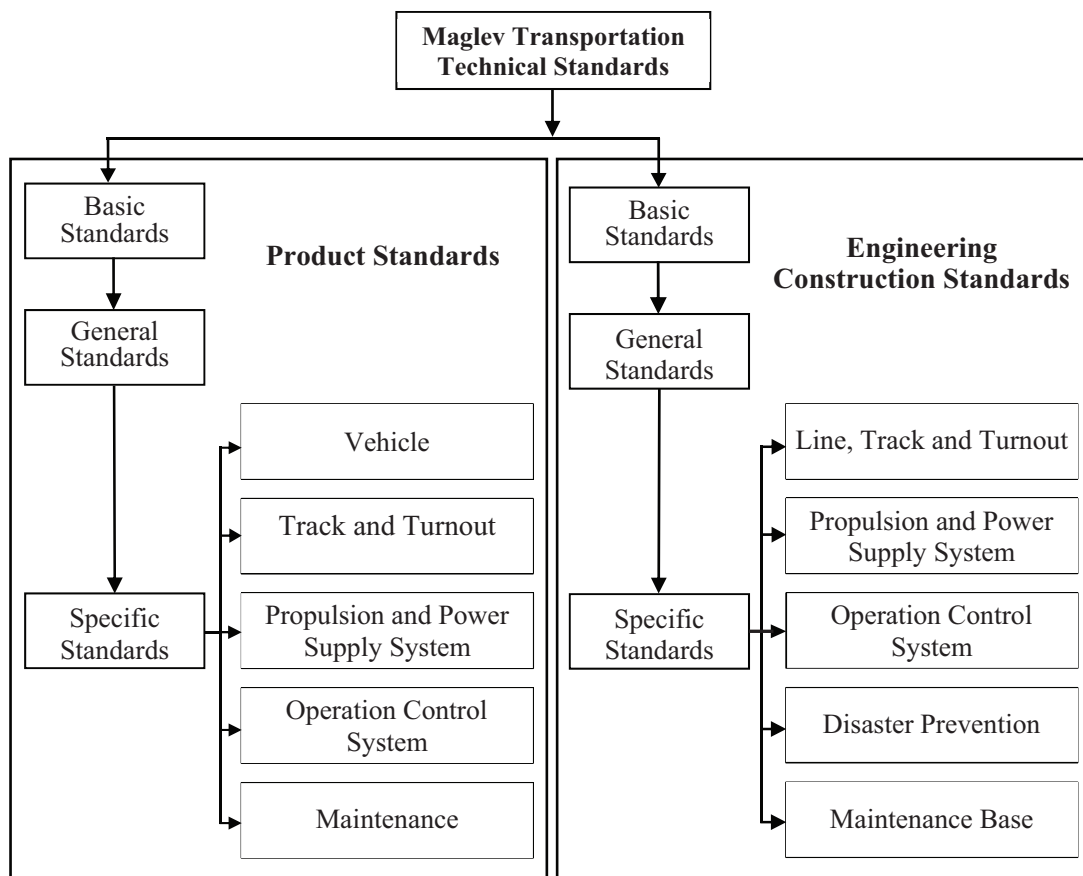 Maglev Transportation
Technical Standards
Basic
Standards
Product Standards
General
Standards
Vehicle
Track and Turnout
Specific
Standards
Propulsion and Power
Supply System
Operation Control
System
Maintenance
Basic
Standards
Engineering
Construction Standards
General
Standards
Line, Track and Turnout
Propulsion and Power
Supply System
Specific
Standards
Operation Control
System
Disaster Prevention
Maintenance Base